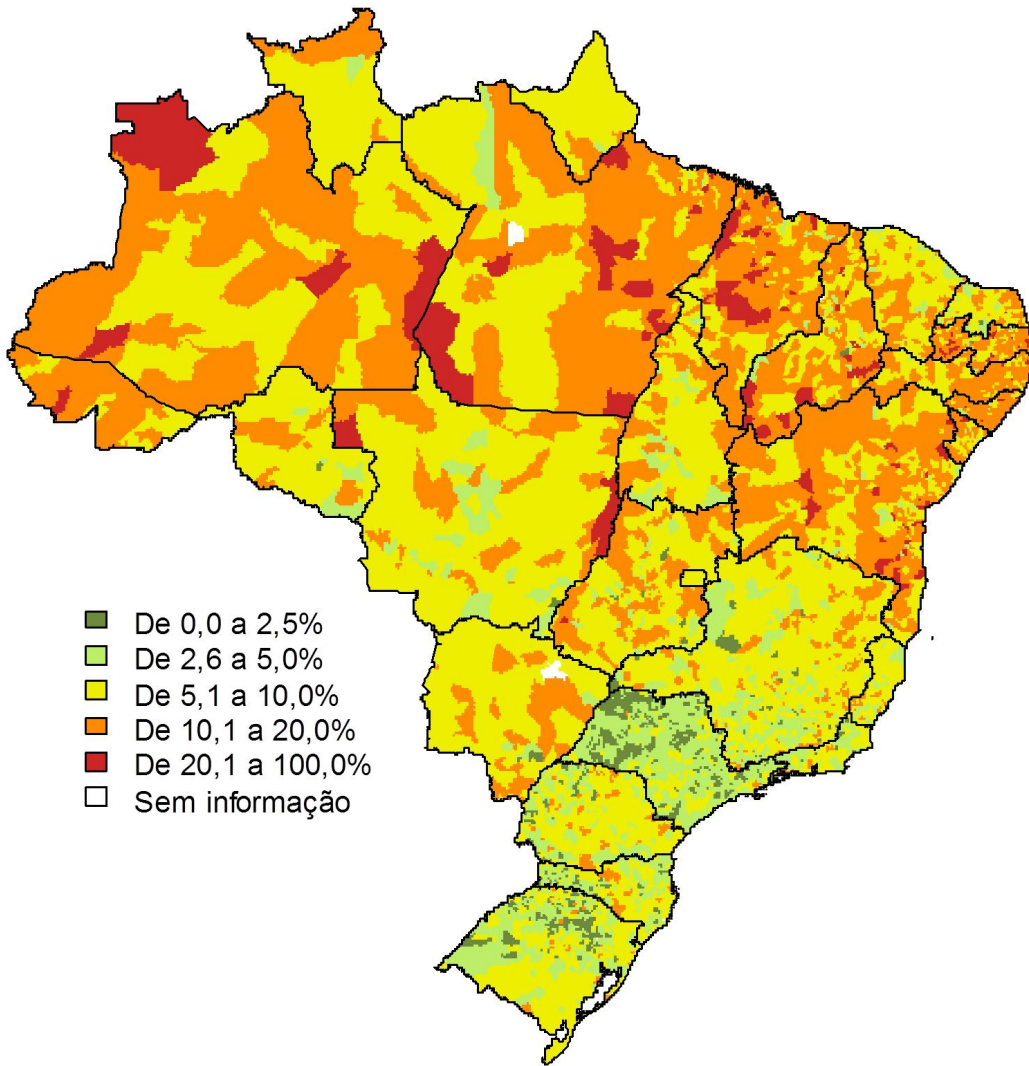 De 0,0 a 2,5%
De 2,6 a 5,0%
De 5,1 a 10,0%
De 10,1 a 20,0%
De 20,1 a 100,0%
Sem informação